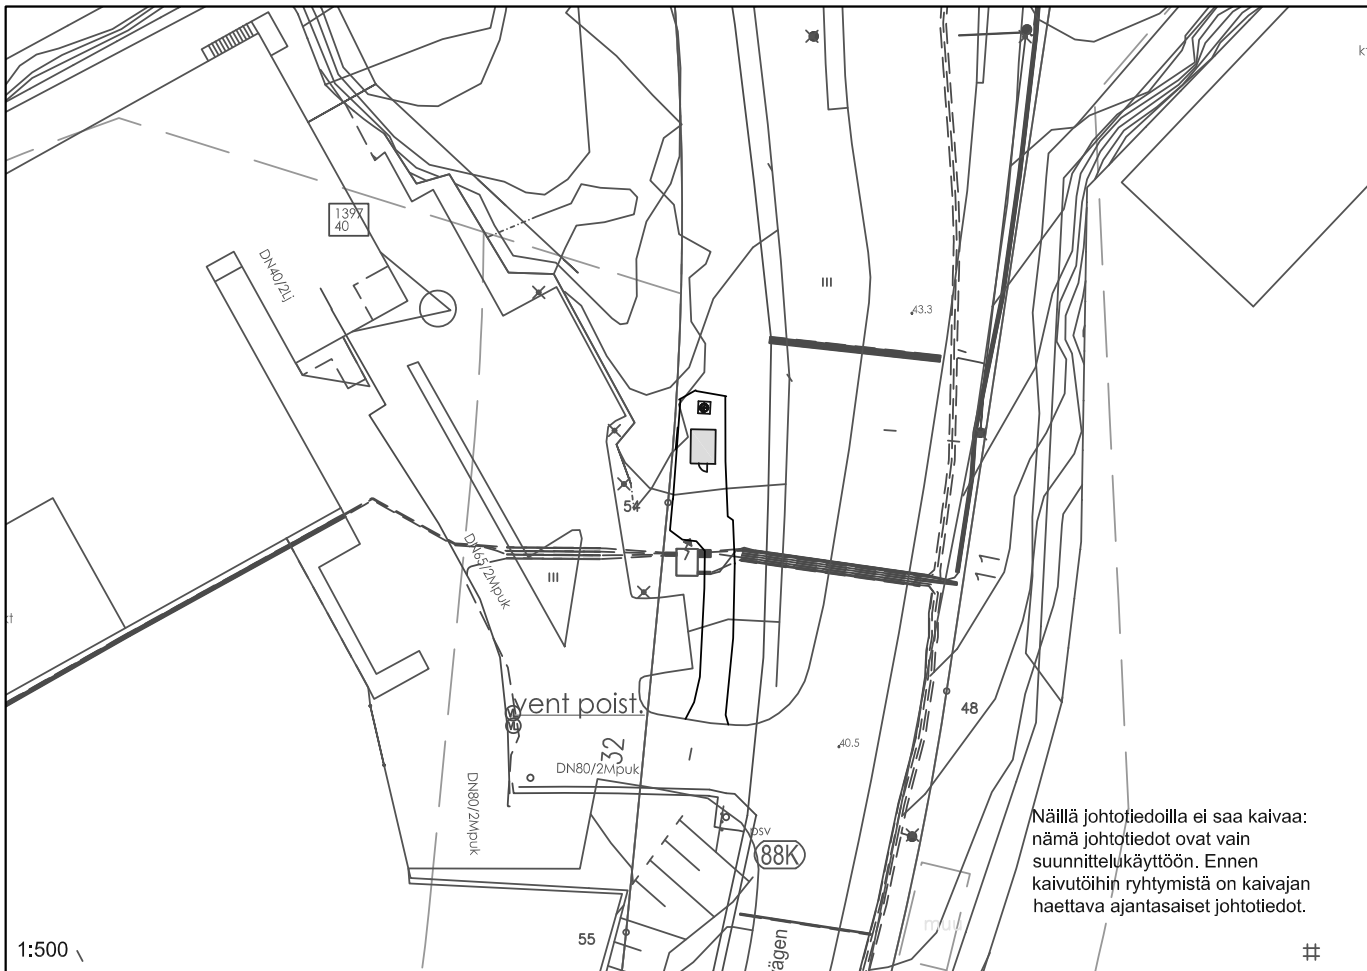 1397
40
DN40/2Lj
III
43.3
54
7
DN65/2Mpuk
III
11
vent poist.
48
32
40.5
DN80/2Mpuk
DN80/2Mpuk
psv
88K
Näillä johtotiedoilla ei saa kaivaa:
nämä johtotiedot ovat vain
suunnittelukäyttöön. Ennen
kaivutöihin ryhtymistä on kaivajan
haettava ajantasaiset johtotiedot.
muu
55
ägen
1:500